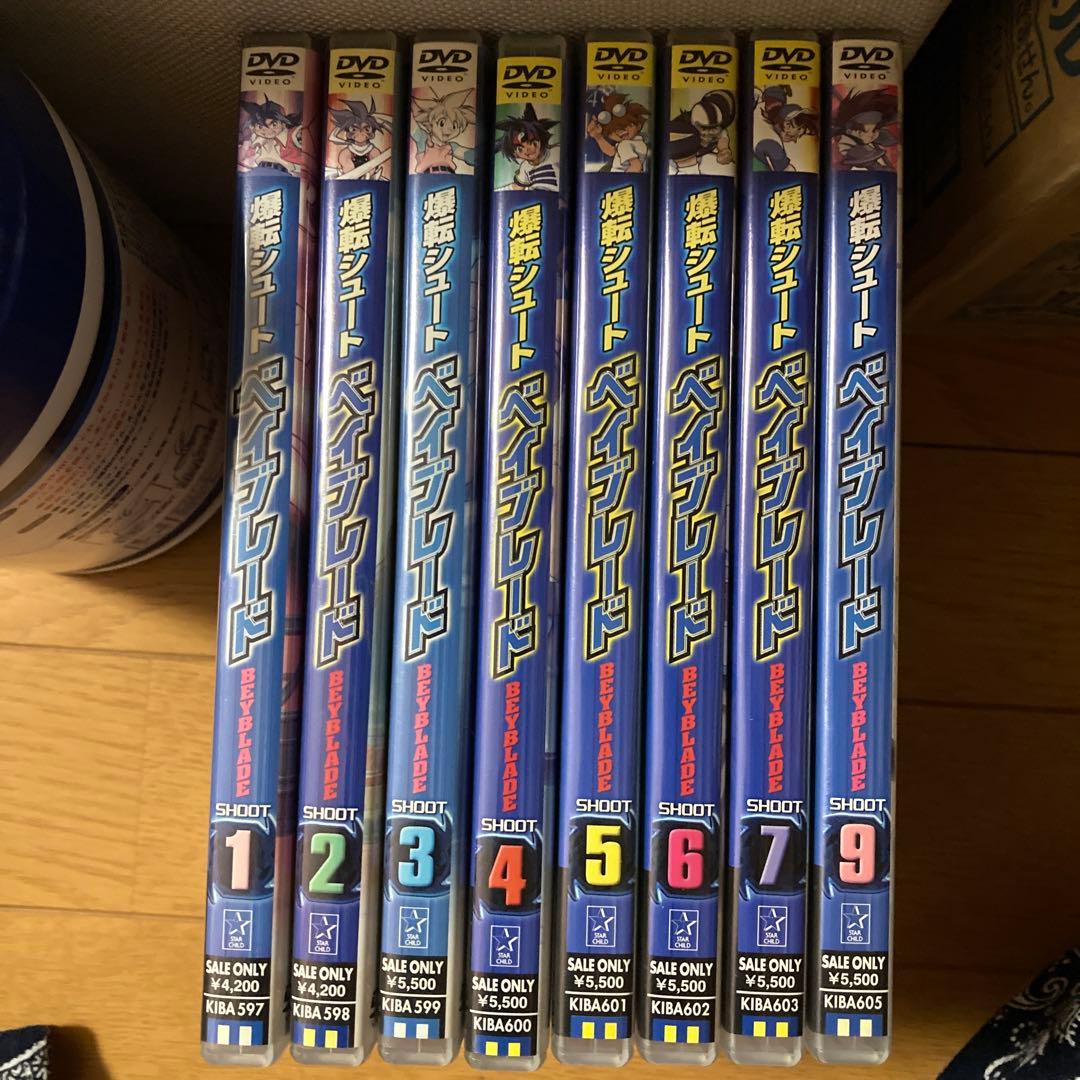 DVD
VIDEO
爆転シュート
ベイブレード
BEYBLADE
SHOOT
1
STAR
CHILD
SALE ONLY
¥4,200
KIBA 597
DVD
VIDEO
爆転シュート
ベイブレード
BEYBLADE
SHOOT
2
STAR
CHILD
SALE ONLY
¥4,200
KIBA 598
DVD
VIDEO
爆転シュート
ベイブレード
BEYBLADE
SHOOT
3
STAR
CHILD
SALE ONLY
¥5,500
KIBA 599
DVD
VIDEO
爆転シュート
ベイブレード
BEYBLADE
SHOOT
4
STAR
CHILD
SALE ONLY
¥5,500
KIBA600
DVD
VIDEO
爆転シュート
ベイブレード
BEYBLADE
SHOOT
5
STAR
CHILD
SALE ONLY
¥5,500
KIBA601
DVD
VIDEO
爆転シュート
ベイブレード
BEYBLADE
SHOOT
6
STAR
CHILD
SALE ONLY
¥5,500
KIBA602
DVD
VIDEO
爆転シュート
ベイブレード
BEYBLADE
SHOOT
7
STAR
CHILD
SALE ONLY
¥5,500
KIBA603
DVD
VIDEO
爆転シュート
ベイブレード
BEYBLADE
SHOOT
9
STAR
CHILD
SALE ONLY
¥5,500
KIBA605